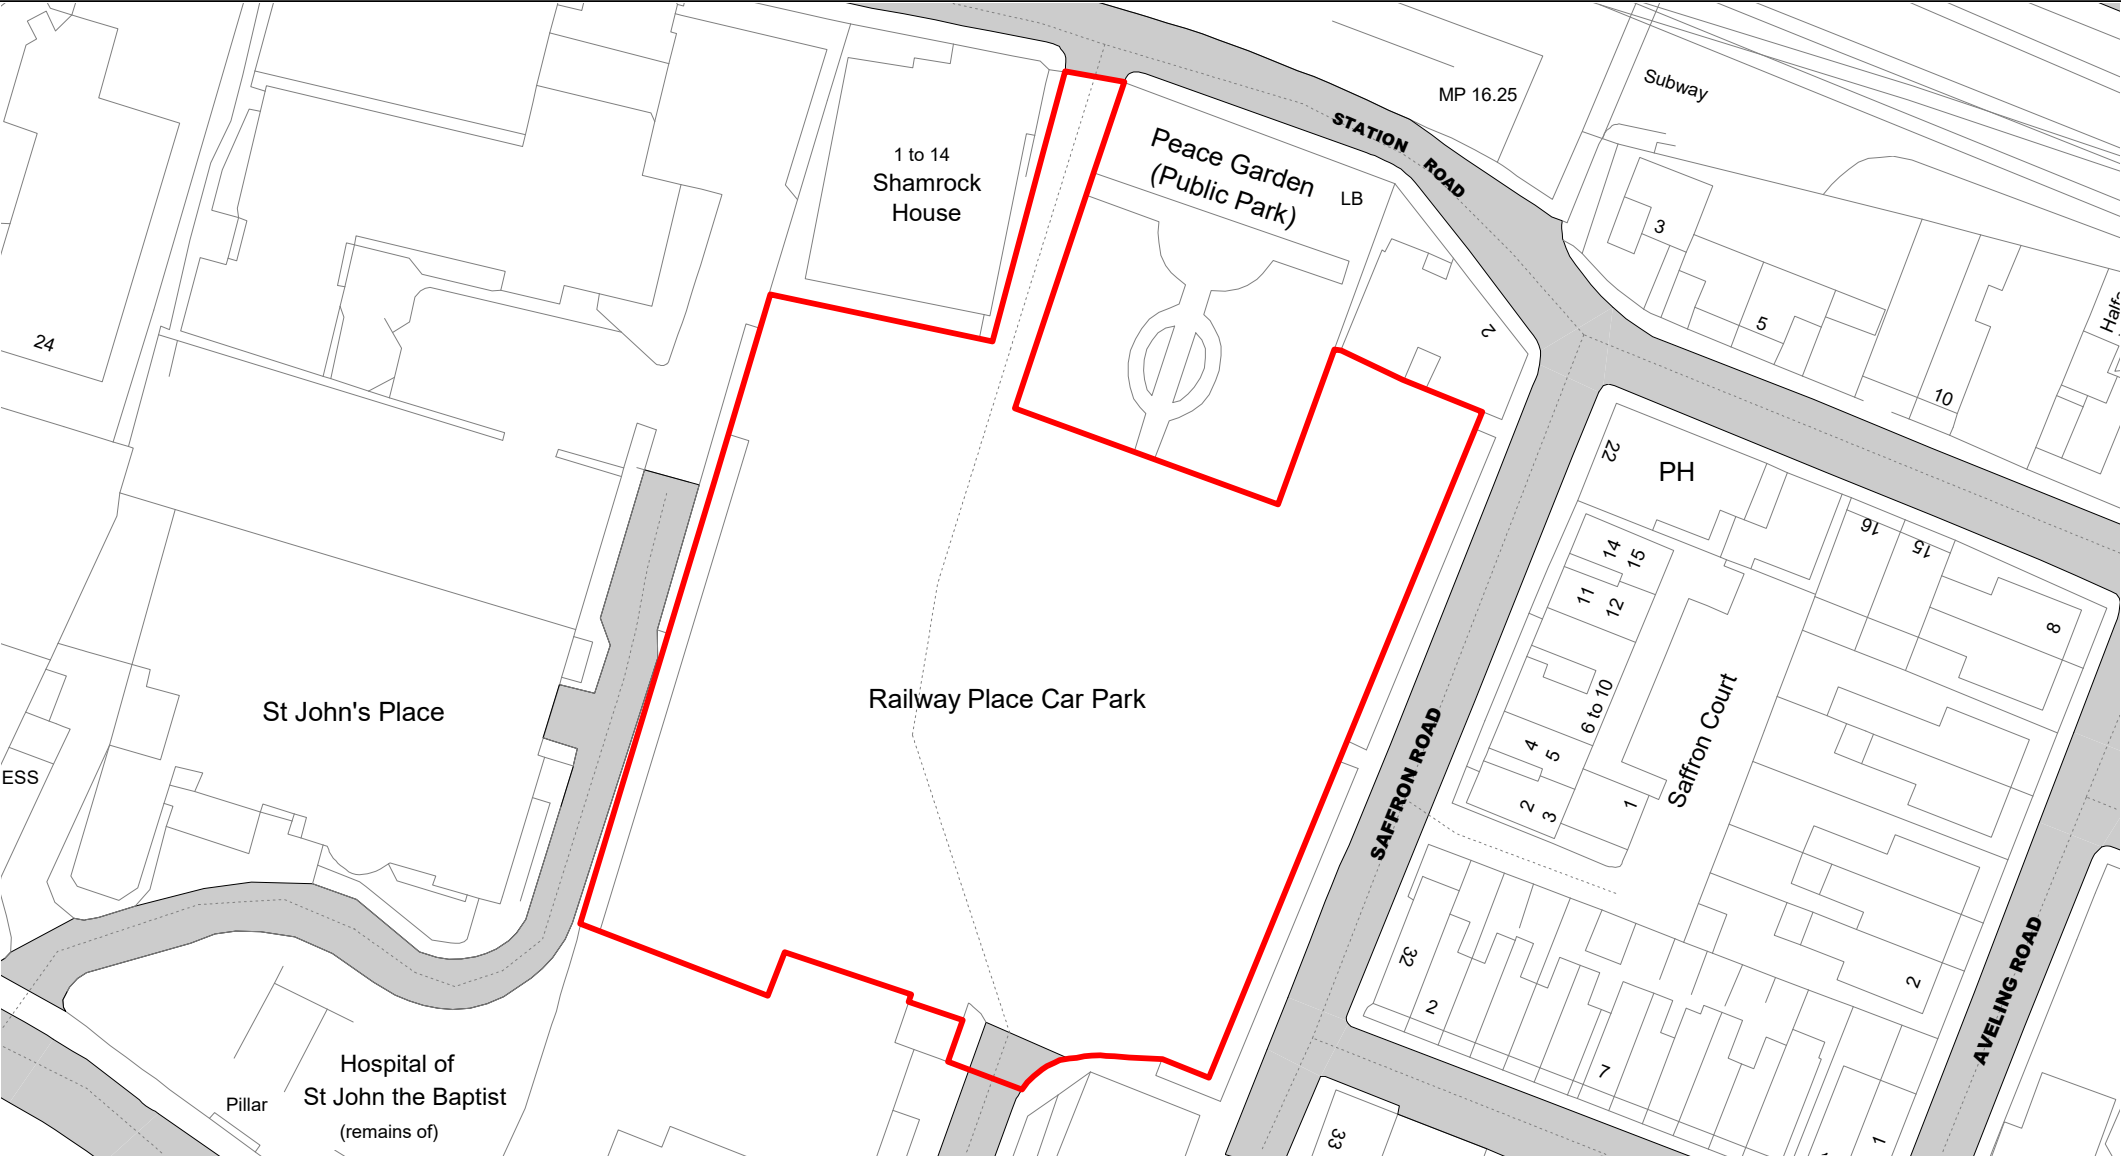 MP 16.25
Subway
STATION ROAD
1 to 14
Shamrock
House
Peace Garden
(Public Park)
LB
3
5
10
2
24
22
PH
16
15
8
14
15
11
12
6 to 10
4
5
2
3
1
Saffron Court
Railway Place Car Park
St John's Place
ESS
SAFFRON ROAD
AVELING ROAD
32
2
7
2
1
33
Hospital of
St John the Baptist
(remains of)
Pillar